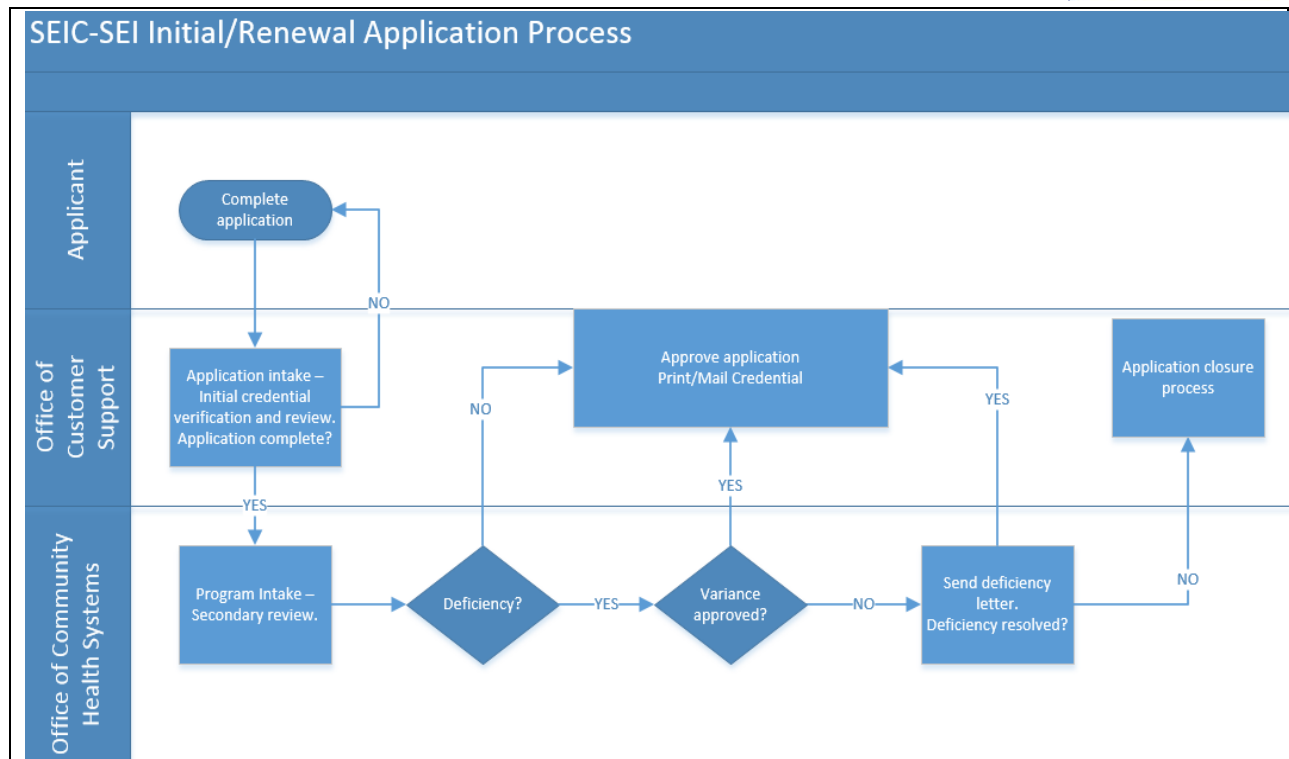 SEIC-SEI Initial/Renewal Application Process
Applicant
Complete
application
NO
Office of
Customer
Support
Application intake –
Initial credential
verification and review.
Application complete?
YES
NO
Approve application
Print/Mail Credential
YES
YES
Application closure
process
NO
Office of Community
Health Systems
Program Intake –
Secondary review.
Deficiency?
YES
Variance
approved?
NO
Send deficiency
letter.
Deficiency resolved?